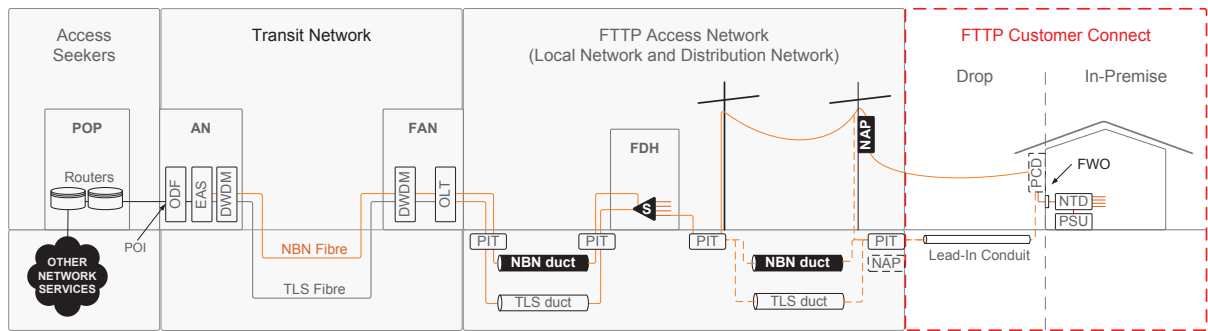 Access
Seekers
Transit Network
FTTP Access Network
(Local Network and Distribution Network)
FTTP Customer Connect
Drop
In-Premise
POP
AN
FAN
FDH
NAP
Routers
ODF
EAS
DWDM
DWDM
OLT
S
PCD
FWO
NTD
PSU
POI
NBN Fibre
TLS Fibre
PIT
PIT
PIT
PIT
NBN duct
NBN duct
NAP
Lead-In Conduit
TLS duct
TLS duct
OTHER
NETWORK
SERVICES